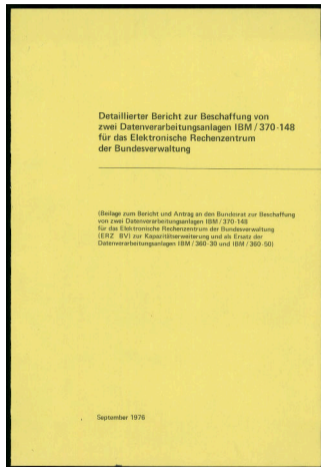 Detaillierter Bericht zur Beschaffung von
zwei Datenverarbeitungsanlagen IBM/370-148
für das Elektronische Rechenzentrum
der Bundesverwaltung
(Beilage zum Bericht und Antrag an den Bundesrat zur Beschaffung
von zwei Datenverarbeitungsanlagen IBM/370-148
für das Elektronische Rechenzentrum der Bundesverwaltung
(ERZ BV) zur Kapazitätserweiterung und als Ersatz der
Datenverarbeitungsanlagen IBM/360-30 und IBM/360-50)
September 1976